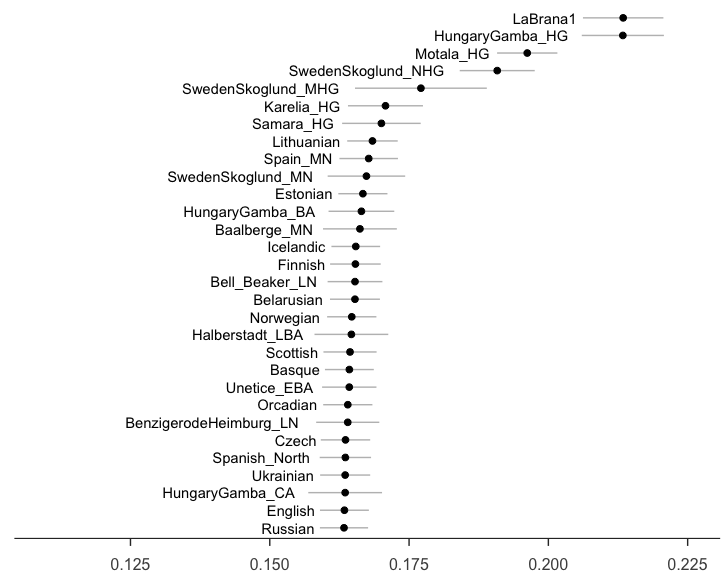 LaBrana1
HungaryGamba_HG
Motala_HG
SwedenSkoglund_NHG
SwedenSkoglund_MHG
Karelia_HG
Samara_HG
Lithuanian
Spain_MN
SwedenSkoglund_MN
Estonian
HungaryGamba_BA
Baalberge_MN
Icelandic
Finnish
Bell_Beaker_LN
Belarusian
Norwegian
Halberstadt_LBA
Scottish
Basque
Unetice_EBA
Orcadian
BenzigerodeHeimburg_LN
Czech
Spanish_North
Ukrainian
HungaryGamba_CA
English
Russian
0.125 0.150 0.175 0.200 0.225